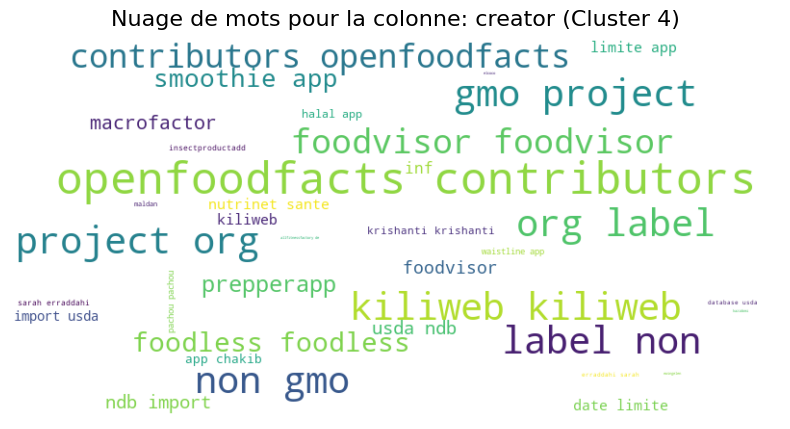 Nuage de mots pour la colonne: creator (Cluster 4)
contributors openfoodfacts
limite app
smoothie app
gmo project
halal app
macrofactor
foodvisor foodvisor
insectproductadd
openfoodfacts contributors
inf
nutrinet sante
maldan
kiliweb
org label
krishanti krishanti
project org
waistline app
foodvisor
pachou pachou
prepperapp
kiliweb kiliweb
sarah erraddahi
database usda
import usda
usda ndb
foodless foodless
label non
app chakib
non gmo
ndb import
date limite